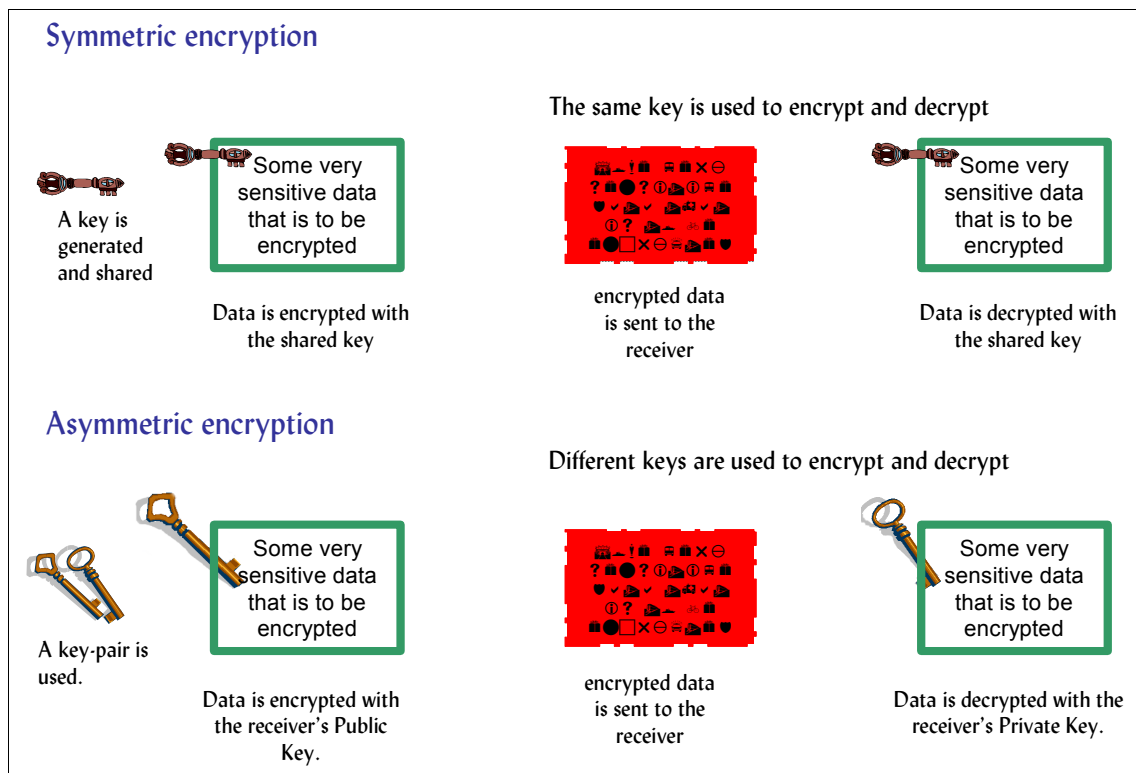 Symmetric encryption
The same key is used to encrypt and decrypt
A key is
generated
and shared
Some very
sensitive data
that is to be
encrypted
Data is encrypted with
the shared key
encrypted data
is sent to the
receiver
Some very
sensitive data
that is to be
encrypted
Data is decrypted with
the shared key
Asymmetric encryption
Different keys are used to encrypt and decrypt
A key-pair is
used.
Some very
sensitive data
that is to be
encrypted
Data is encrypted with
the receiver's Public
Key.
encrypted data
is sent to the
receiver
Some very
sensitive data
that is to be
encrypted
Data is decrypted with the
receiver's Private Key.